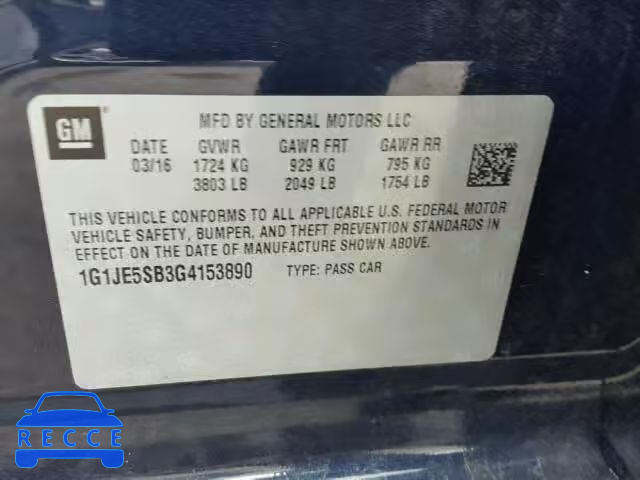 GM
MFD BY GENERAL MOTORS LLC
DATE GVWR GAWR FRT GAWR RR
03/16 1724 KG 929 KG 795 KG
3803 LB 2049 LB 1754 LB
THIS VEHICLE CONFORMS TO ALL APPLICABLE U.S. FEDERAL MOTOR
VEHICLE SAFETY, BUMPER, AND THEFT PREVENTION STANDARDS IN
EFFECT ON THE DATE OF MANUFACTURE SHOWN ABOVE.
1G1JE5SB3G4153890 TYPE: PASS CAR
RECCE